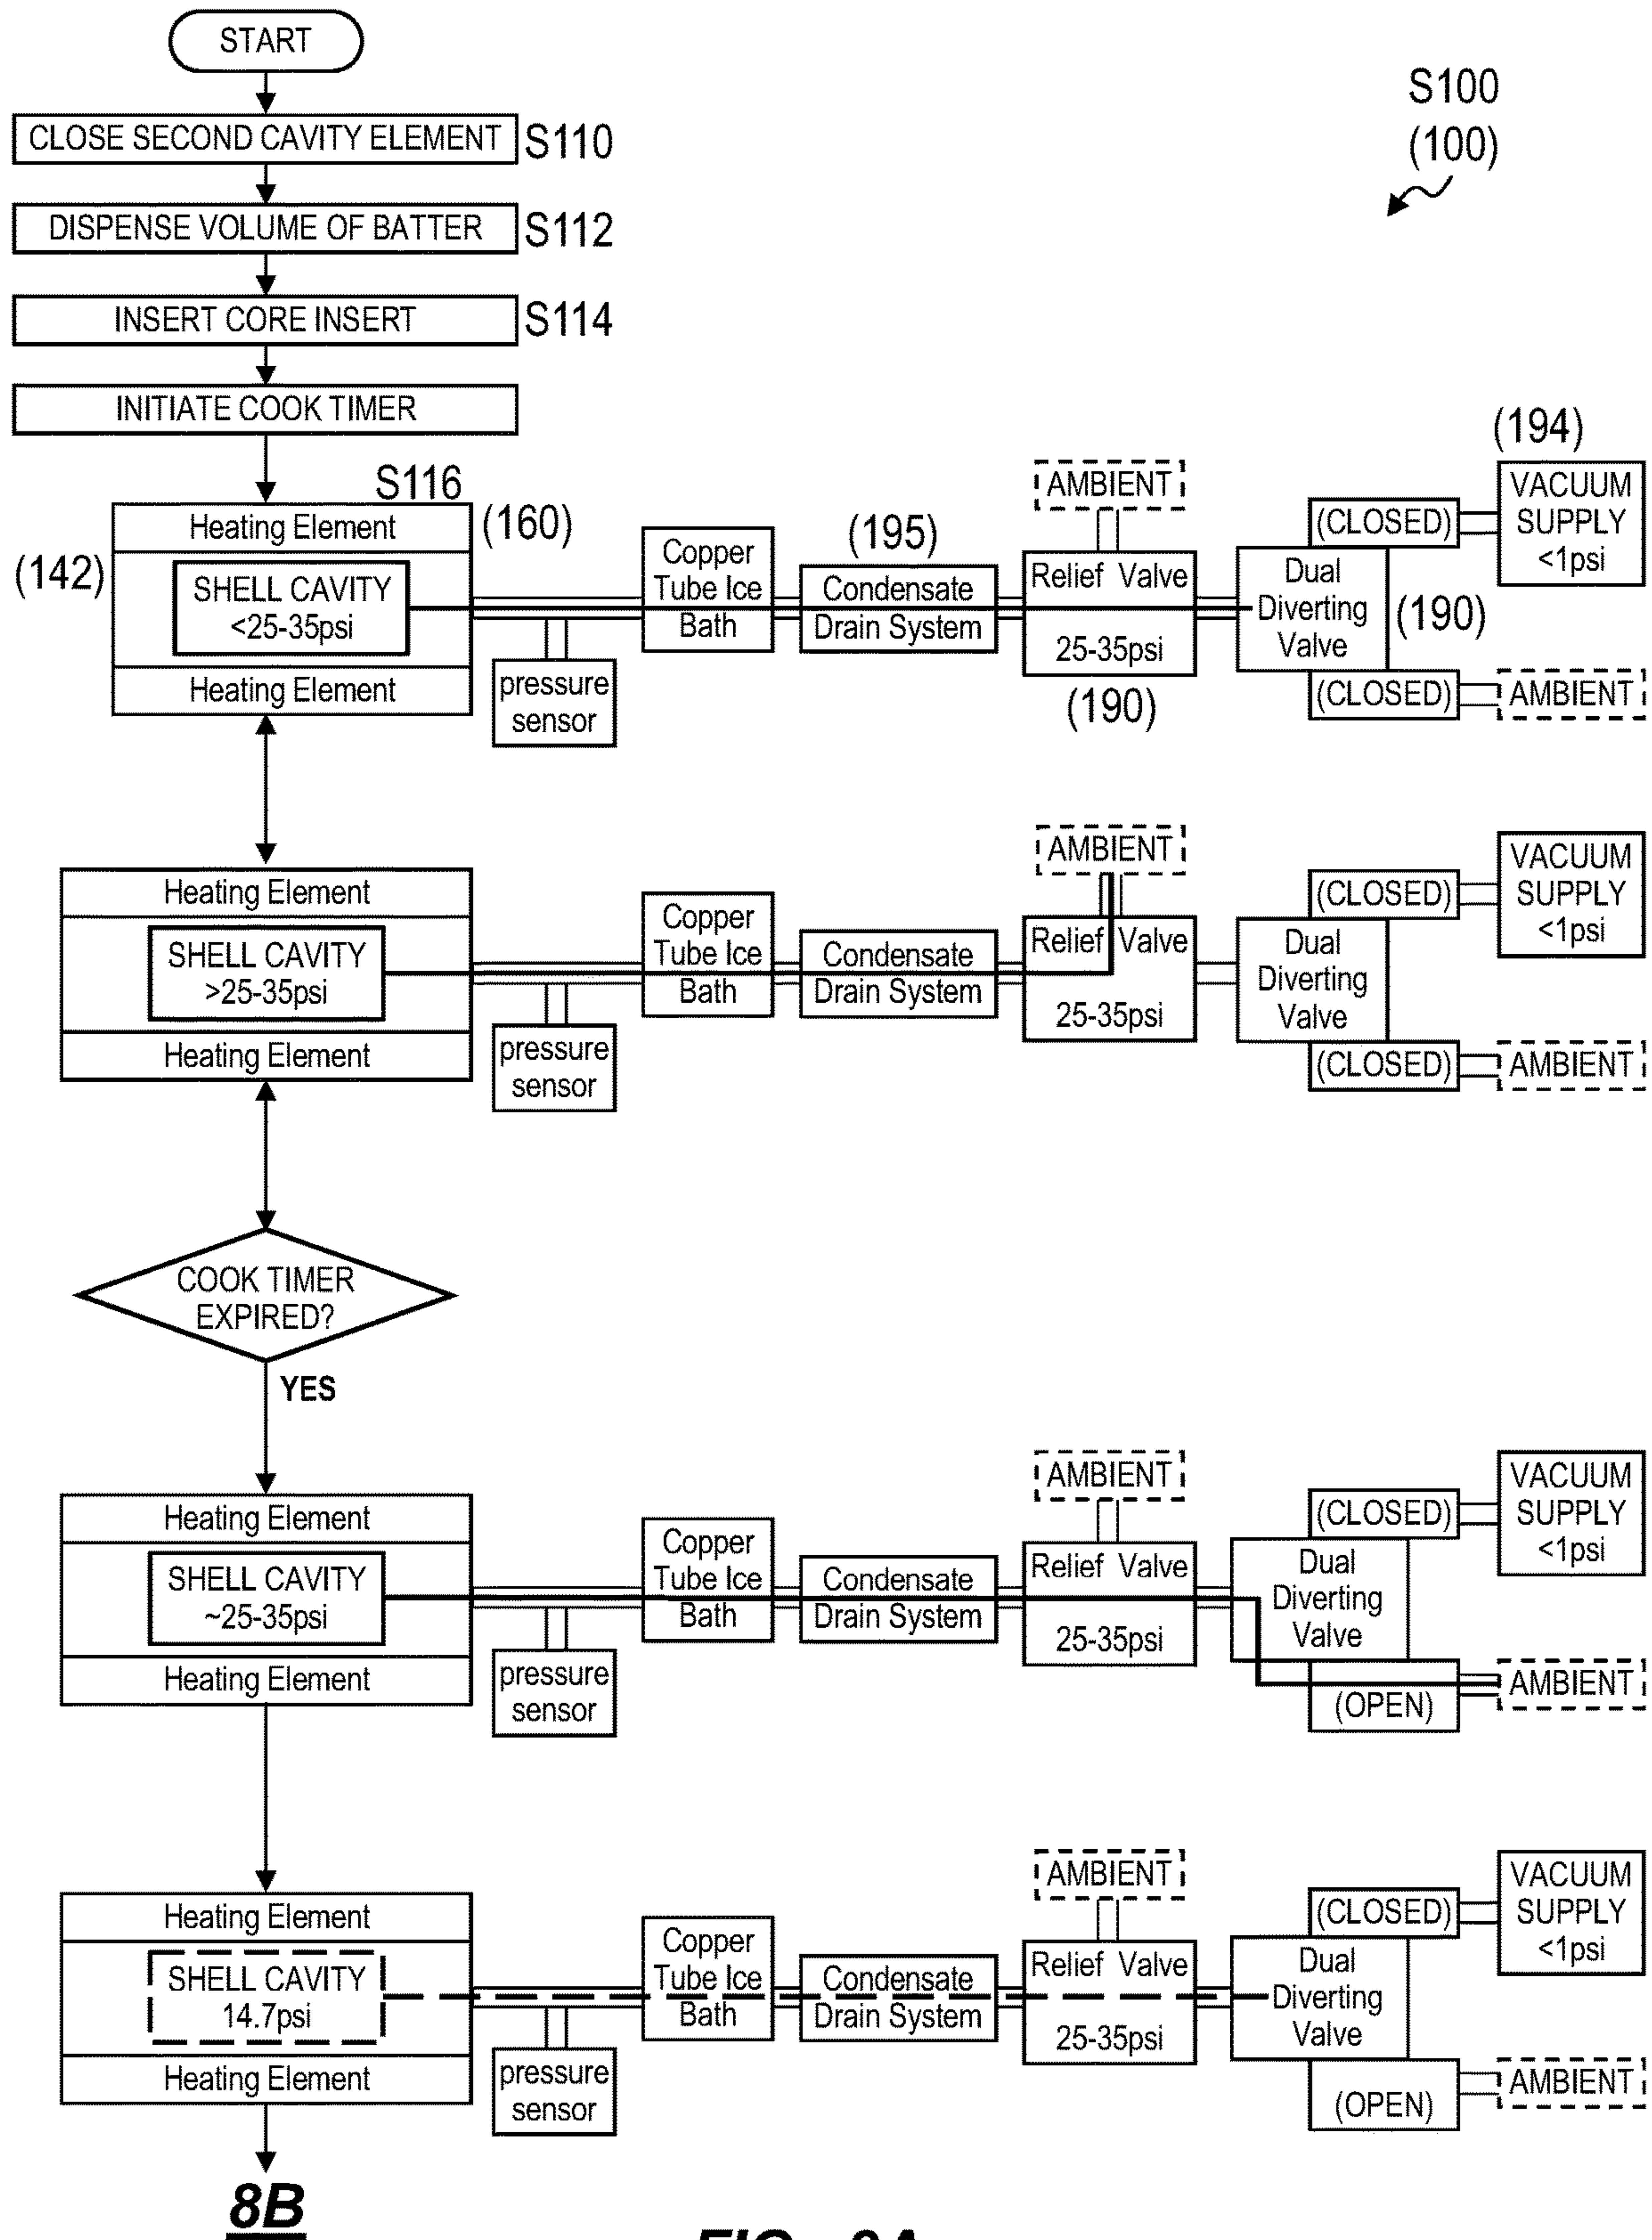 START
S100
(100)
CLOSE SECOND CAVITY ELEMENT
S110
DISPENSE VOLUME OF BATTER
S112
INSERT CORE INSERT
S114
INITIATE COOK TIMER
S116
Heating Element
(142)
SHELL CAVITY
<25-35psi
Heating Element
(160)
pressure
sensor
Copper
Tube Ice
Bath
(195)
Condensate
Drain System
AMBIENT
Relief Valve
25-35psi
(190)
Dual
Diverting
Valve
(190)
(CLOSED)
(CLOSED)
(194)
VACUUM
SUPPLY
<1psi
AMBIENT
Heating Element
SHELL CAVITY
>25-35psi
Heating Element
pressure
sensor
Copper
Tube Ice
Bath
Condensate
Drain System
AMBIENT
Relief Valve
25-35psi
Dual
Diverting
Valve
(CLOSED)
(CLOSED)
VACUUM
SUPPLY
<1psi
AMBIENT
COOK TIMER
EXPIRED?
YES
Heating Element
SHELL CAVITY
~25-35psi
Heating Element
pressure
sensor
Copper
Tube Ice
Bath
Condensate
Drain System
AMBIENT
Relief Valve
25-35psi
Dual
Diverting
Valve
(CLOSED)
(OPEN)
VACUUM
SUPPLY
<1psi
AMBIENT
Heating Element
SHELL CAVITY
14.7psi
Heating Element
pressure
sensor
Copper
Tube Ice
Bath
Condensate
Drain System
AMBIENT
Relief Valve
25-35psi
Dual
Diverting
Valve
(CLOSED)
(OPEN)
VACUUM
SUPPLY
<1psi
AMBIENT
8B